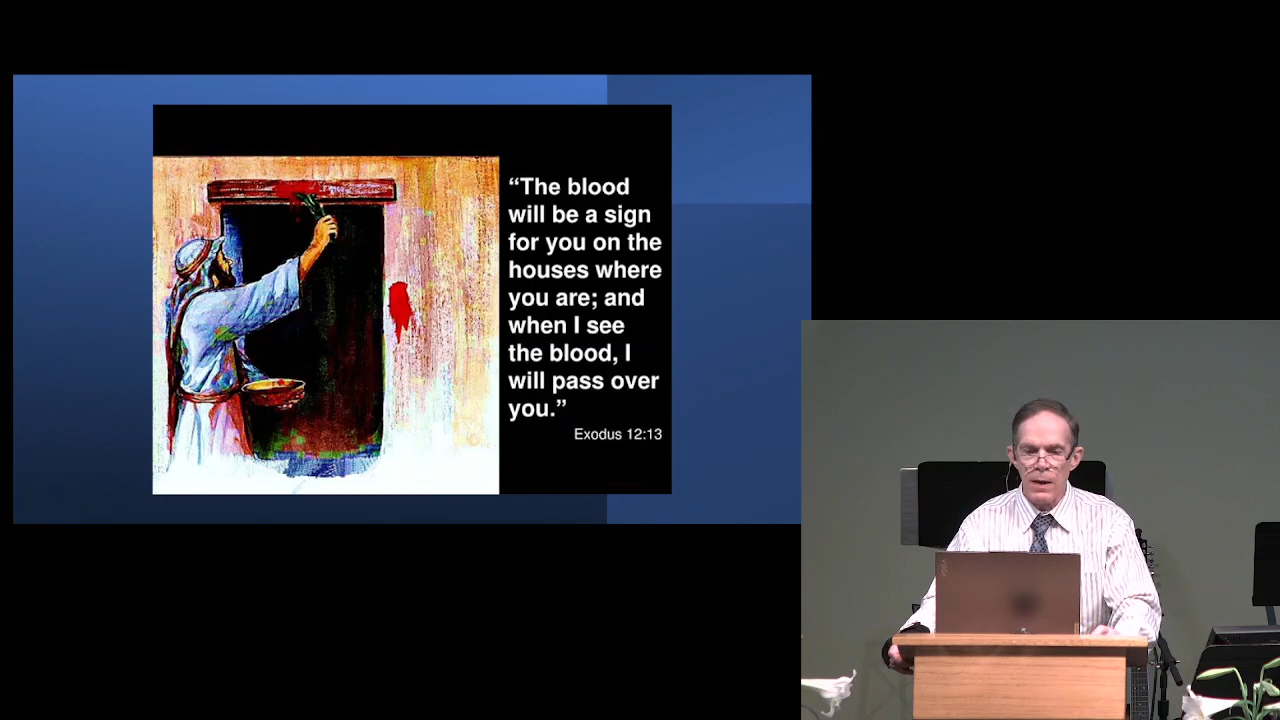 “The blood
will be a sign
for you on the
houses where
you are; and
when I see
the blood, I
will pass over
you.”
Exodus 12:13
YOGA